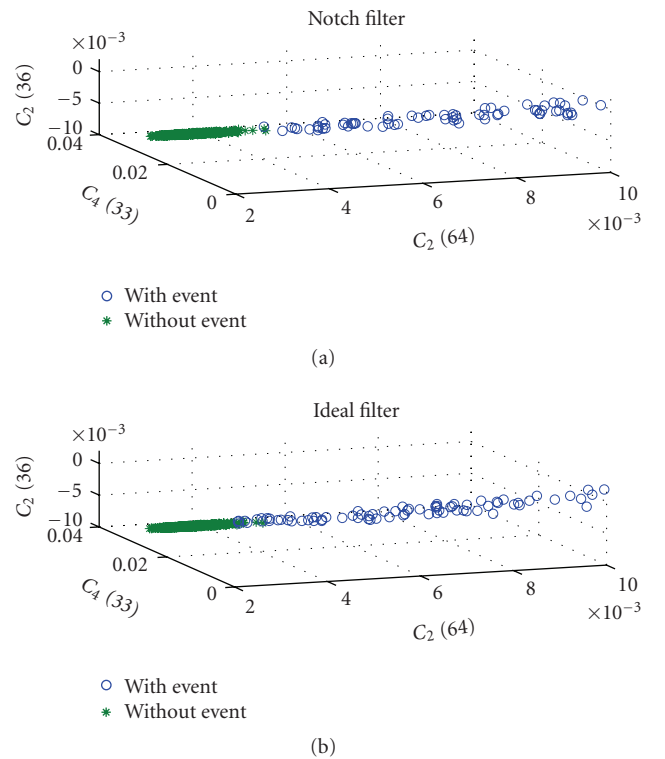 Notch filter
×10⁻³
0
−5
−10
C₂ (36)
0.04
0.02
0
C₄ (33)
2
4
6
8
10
×10⁻³
C₂ (64)
With event
Without event
(a)
Ideal filter
×10⁻³
0
−5
−10
C₂ (36)
0.04
0.02
0
C₄ (33)
2
4
6
8
10
×10⁻³
C₂ (64)
With event
Without event
(b)